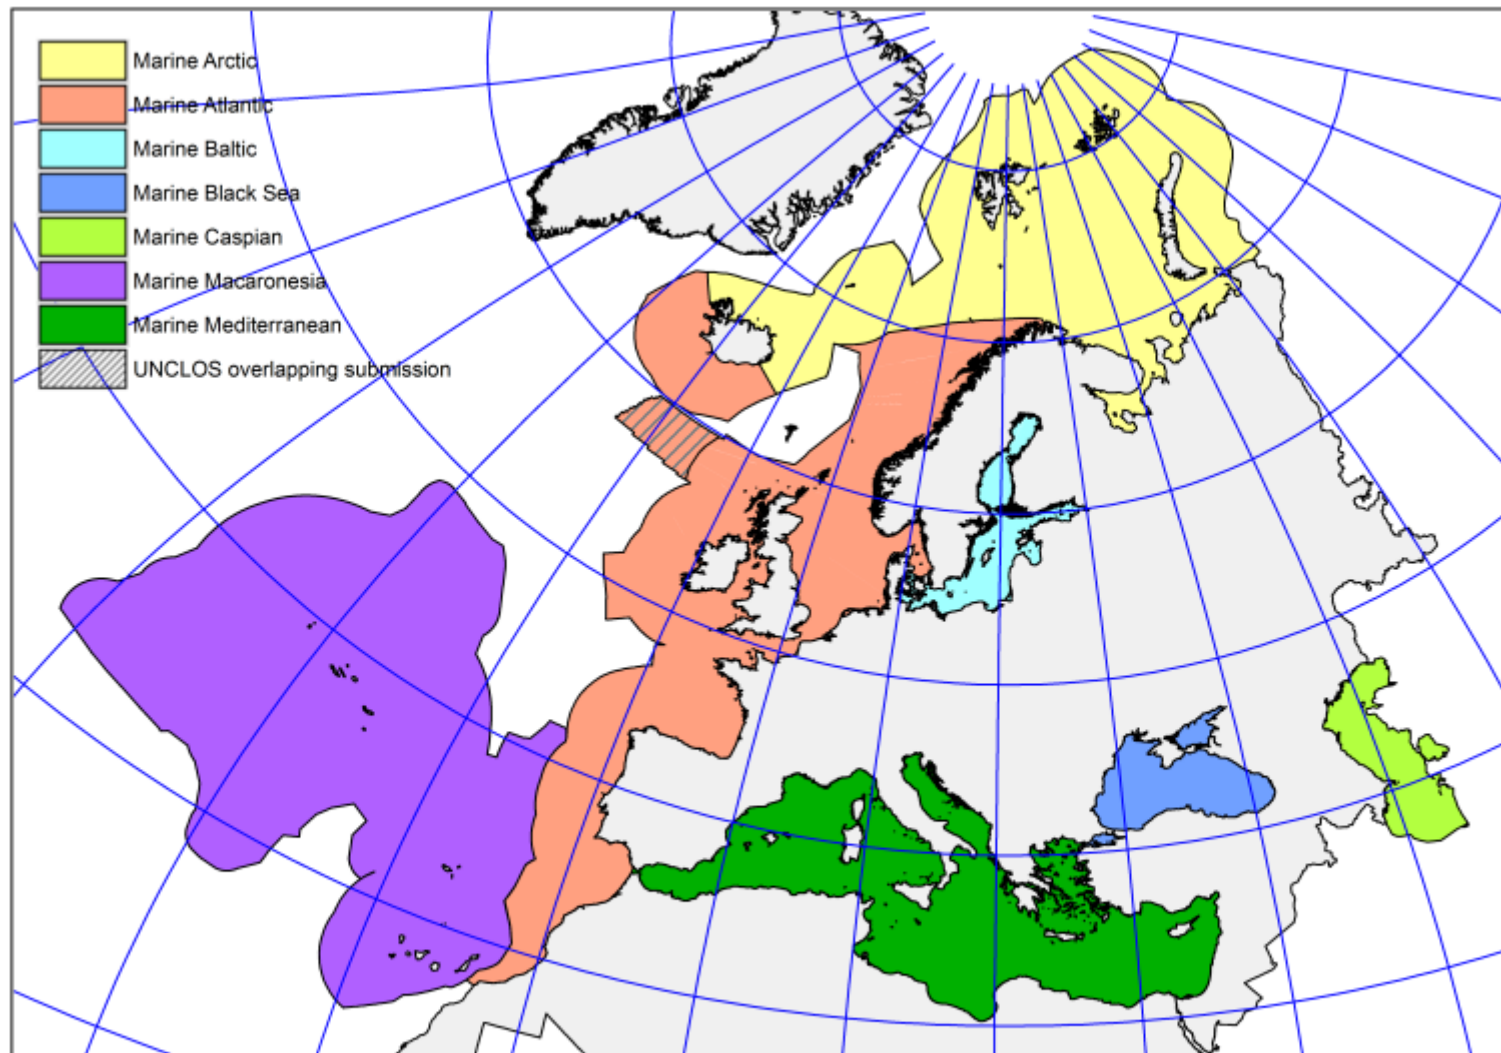 Marine Arctic
Marine Atlantic
Marine Baltic
Marine Black Sea
Marine Caspian
Marine Macaronesia
Marine Mediterranean
UNCLOS overlapping submission